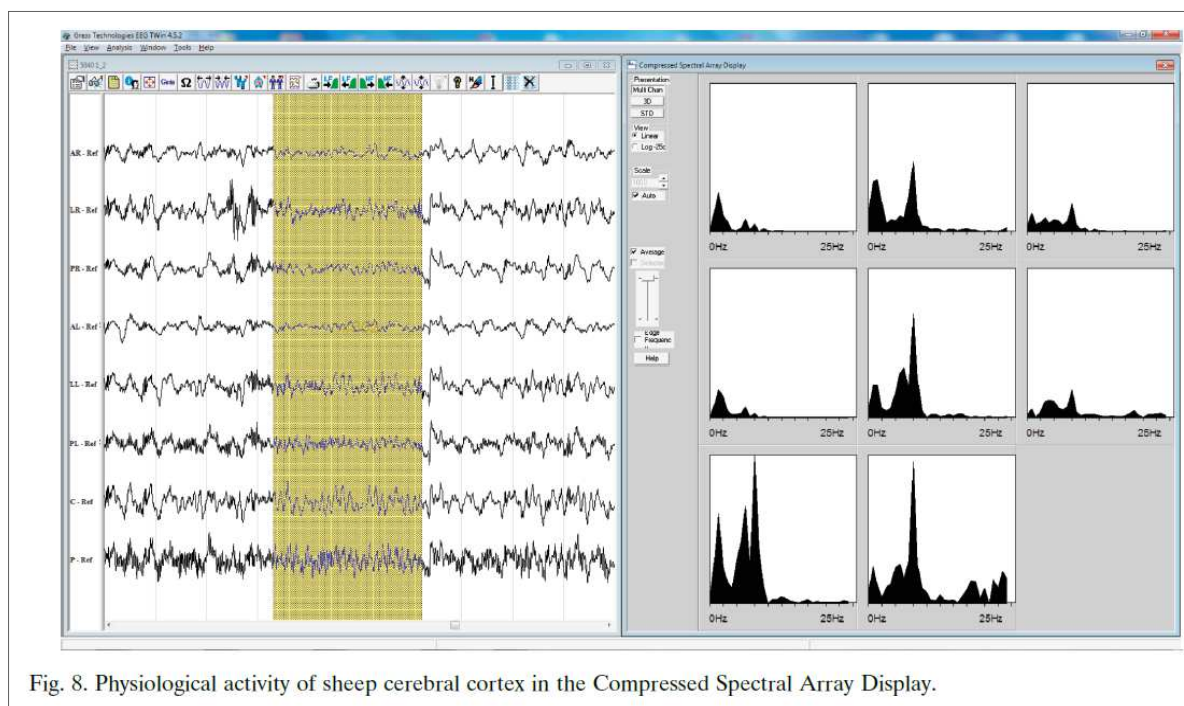 Grass Technologies EEG TWin 4.5.2
File View Analysis Window Tools Help
Compressed Spectral Array Display
Gens Ω
Presentation
Multi Chan
3D
STD
View
Linear
Scale
Auto
Average
Edge
Frequenc
Help
AR - Ref
LR - Ref
PR - Ref
AL - Ref
LL - Ref
PL - Ref
C - Ref
P - Ref
0Hz 25Hz 0Hz 25Hz 0Hz 25Hz
0Hz 25Hz 0Hz 25Hz 0Hz 25Hz
0Hz 25Hz 0Hz 25Hz
Fig. 8. Physiological activity of sheep cerebral cortex in the Compressed Spectral Array Display.